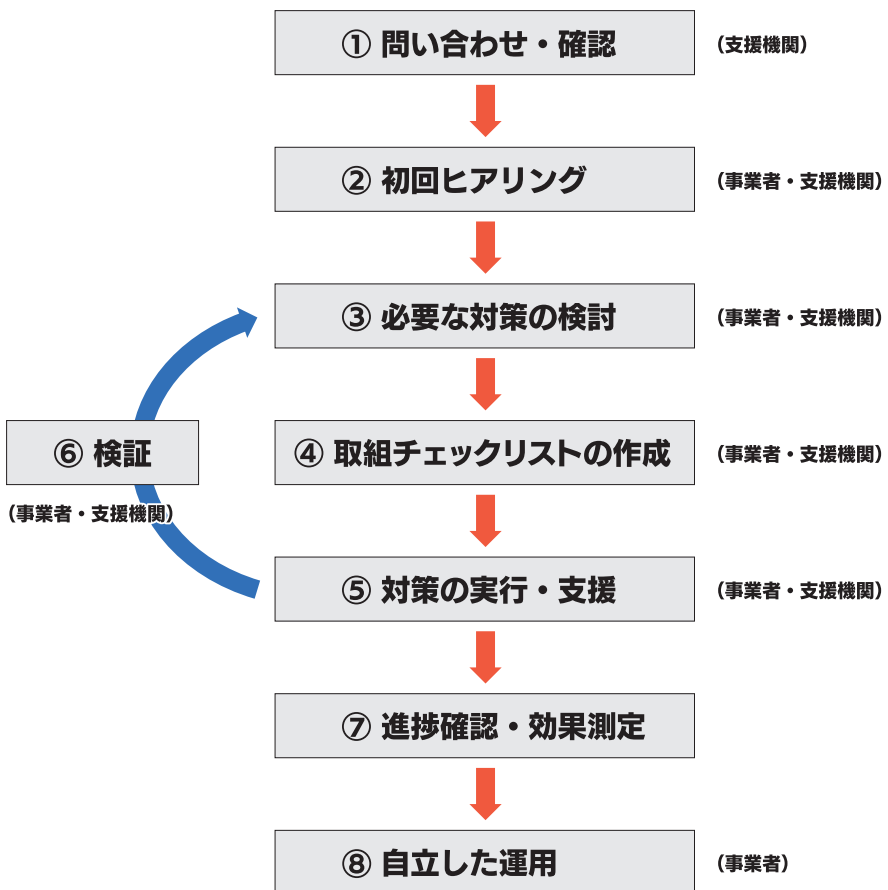 ① 問い合わせ・確認
（支援機関）
② 初回ヒアリング
（事業者・支援機関）
③ 必要な対策の検討
（事業者・支援機関）
④ 取組チェックリストの作成
（事業者・支援機関）
⑥ 検証
（事業者・支援機関）
⑤ 対策の実行・支援
（事業者・支援機関）
⑦ 進捗確認・効果測定
⑧ 自立した運用
（事業者）